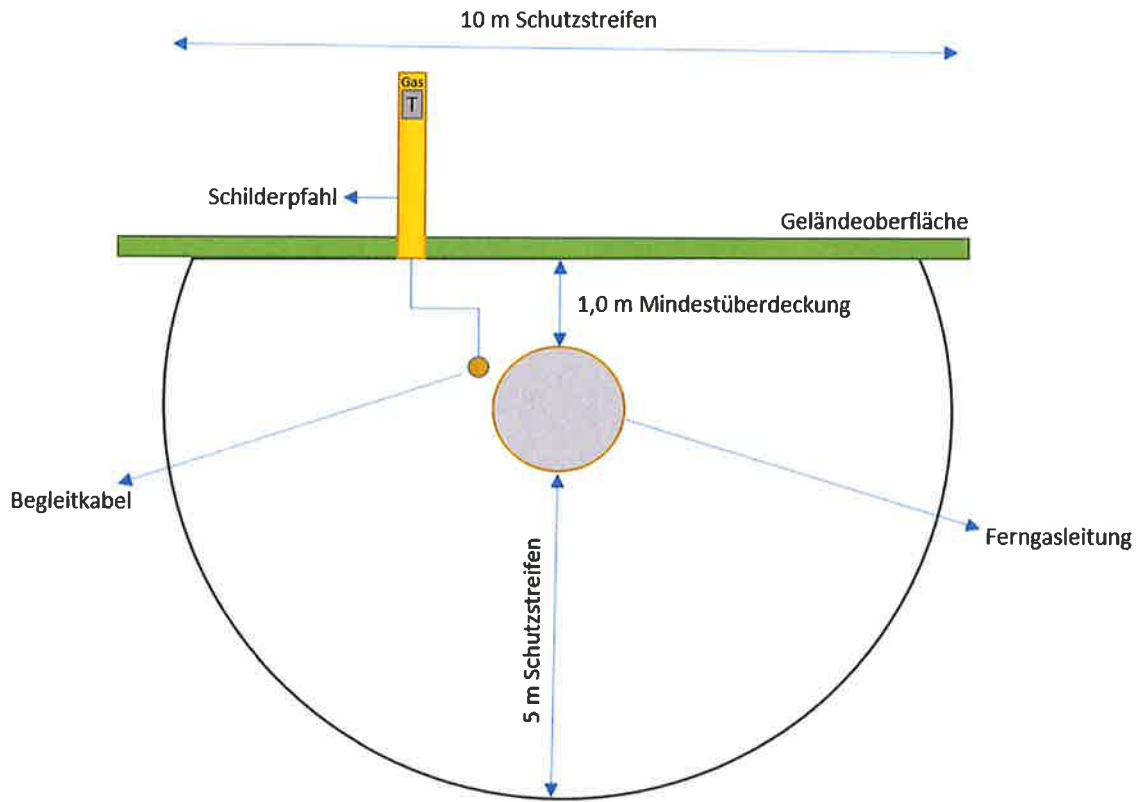 10 m Schutzstreifen
Gas
T
Schilderpfahl
Geländeoberfläche
1,0 m Mindestüberdeckung
Begleitkabel
Ferngasleitung
5 m Schutzstreifen